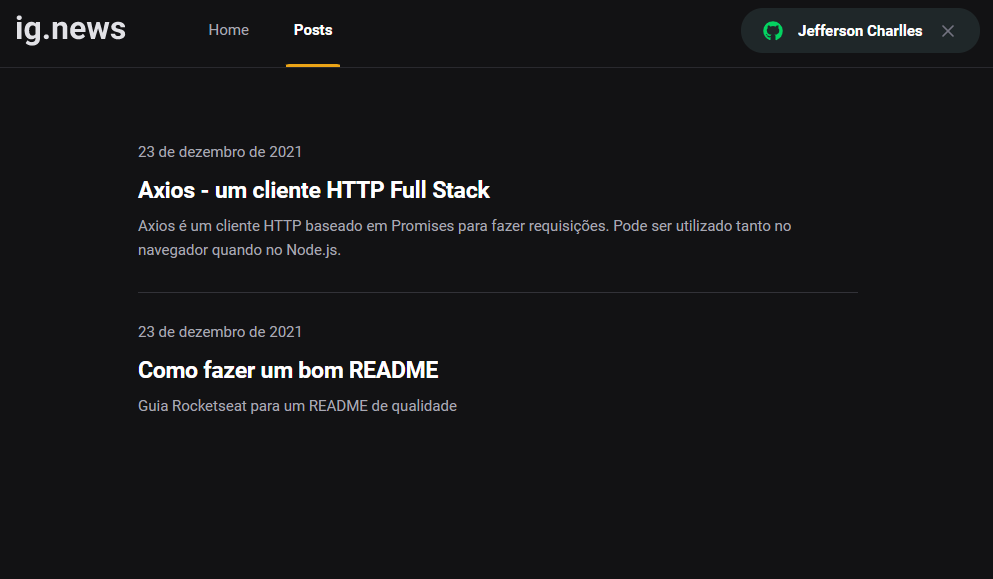 ig.news
Home
Posts
Jefferson Charlles
23 de dezembro de 2021
Axios - um cliente HTTP Full Stack
Axios é um cliente HTTP baseado em Promises para fazer requisições. Pode ser utilizado tanto no
navegador quando no Node.js.
23 de dezembro de 2021
Como fazer um bom README
Guia Rocketseat para um README de qualidade